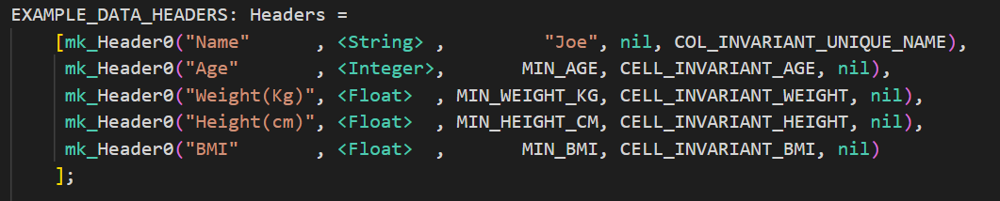 EXAMPLE_DATA_HEADERS: Headers =
    [mk_Header0("Name"      , <String> ,         "Joe", nil, COL_INVARIANT_UNIQUE_NAME),
     mk_Header0("Age"       , <Integer>,       MIN_AGE, CELL_INVARIANT_AGE, nil),
     mk_Header0("Weight(Kg)", <Float>  , MIN_WEIGHT_KG, CELL_INVARIANT_WEIGHT, nil),
     mk_Header0("Height(cm)", <Float>  , MIN_HEIGHT_CM, CELL_INVARIANT_HEIGHT, nil),
     mk_Header0("BMI"       , <Float>  ,       MIN_BMI, CELL_INVARIANT_BMI, nil)
    ];